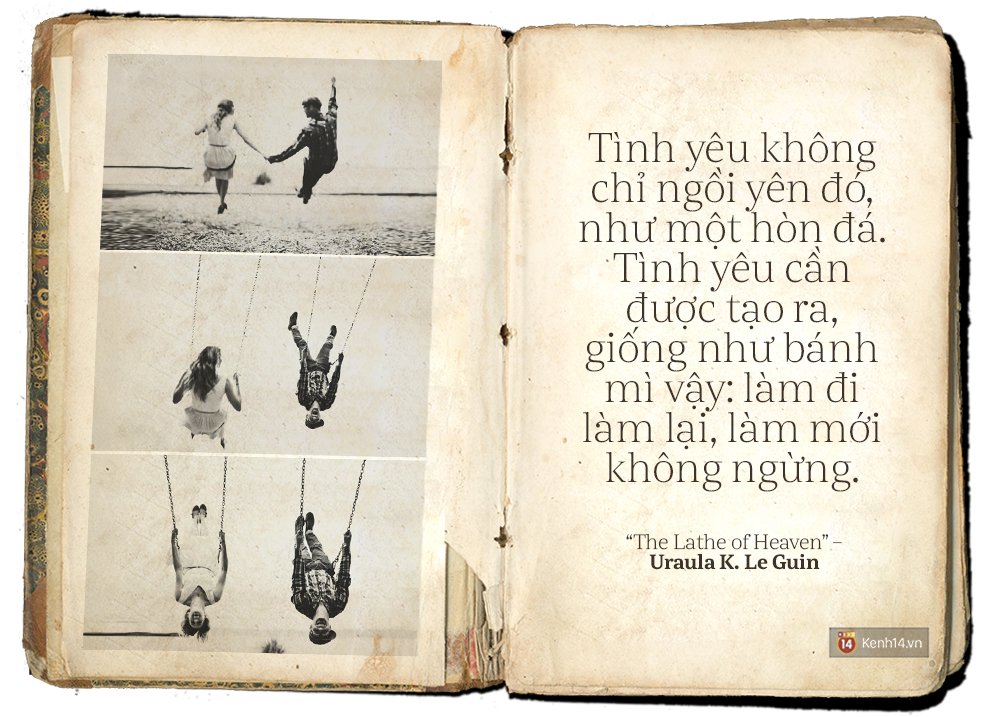 Tình yêu không
chỉ ngồi yên đó,
như một hòn đá.
Tình yêu cần
được tạo ra,
giống như bánh
mì vậy: làm đi
làm lại, làm mới
không ngừng.
“The Lathe of Heaven” –
Uraula K. Le Guin
KENH
14
Kenh14.vn